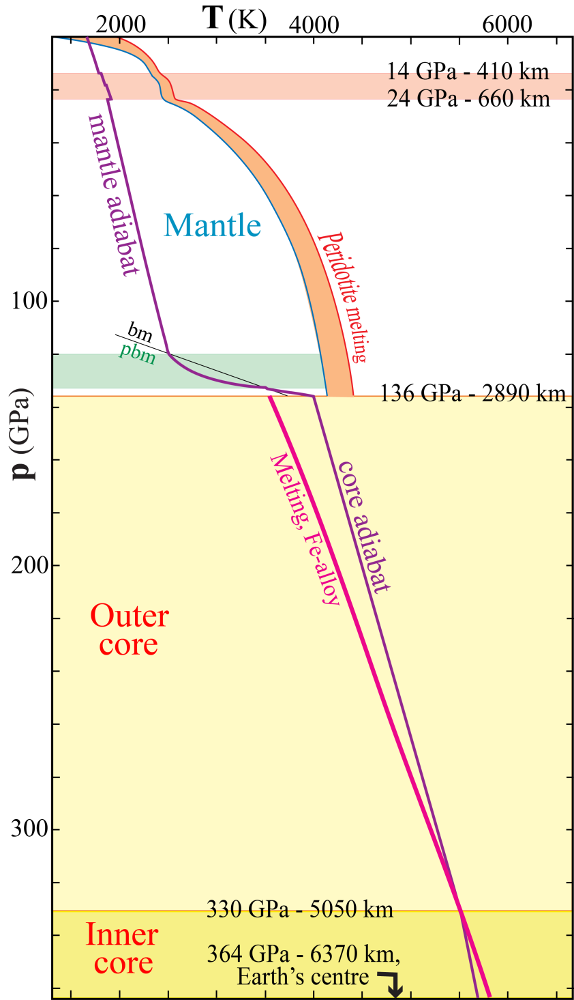 T (K)
2000
4000
6000
14 GPa - 410 km
24 GPa - 660 km
mantle adiabat
Mantle
Peridotite melting
100
bm
pbm
136 GPa - 2890 km
p (GPa)
Melting, Fe-alloy
core adiabat
200
Outer
core
300
330 GPa - 5050 km
Inner
core
364 GPa - 6370 km,
Earth's centre